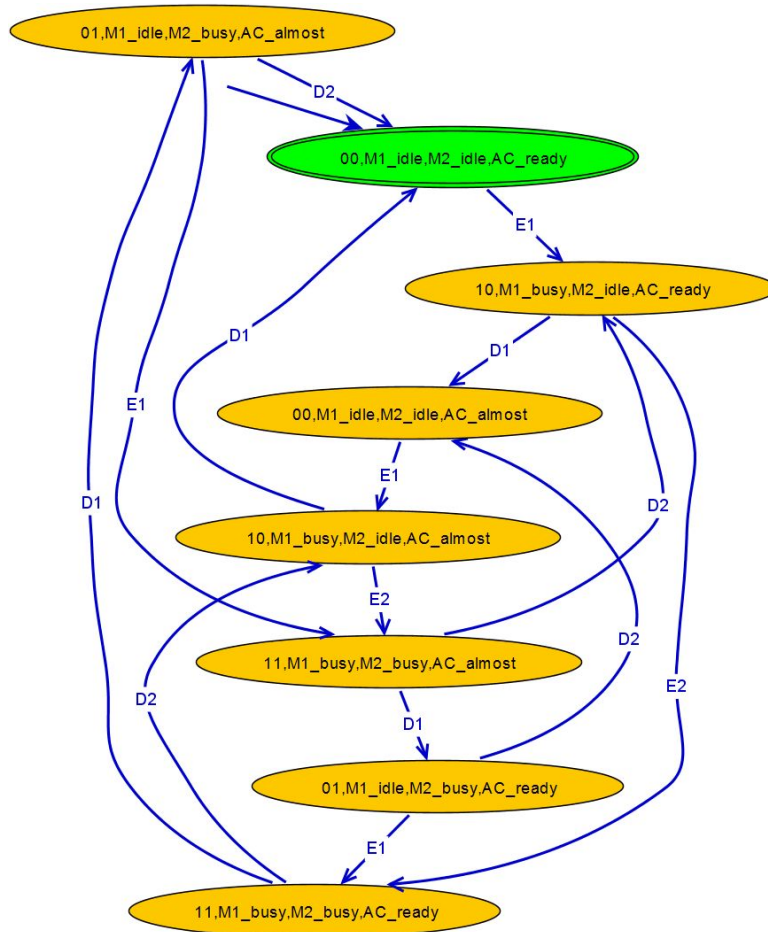 01,M1_idle,M2_busy,AC_almost
D2
00,M1_idle,M2_idle,AC_ready
E1
10,M1_busy,M2_idle,AC_ready
D1
D1
E1
00,M1_idle,M2_idle,AC_almost
E1
D1
D2
10,M1_busy,M2_idle,AC_almost
E2
11,M1_busy,M2_busy,AC_almost
D2
E2
D2
D1
01,M1_idle,M2_busy,AC_ready
E1
11,M1_busy,M2_busy,AC_ready